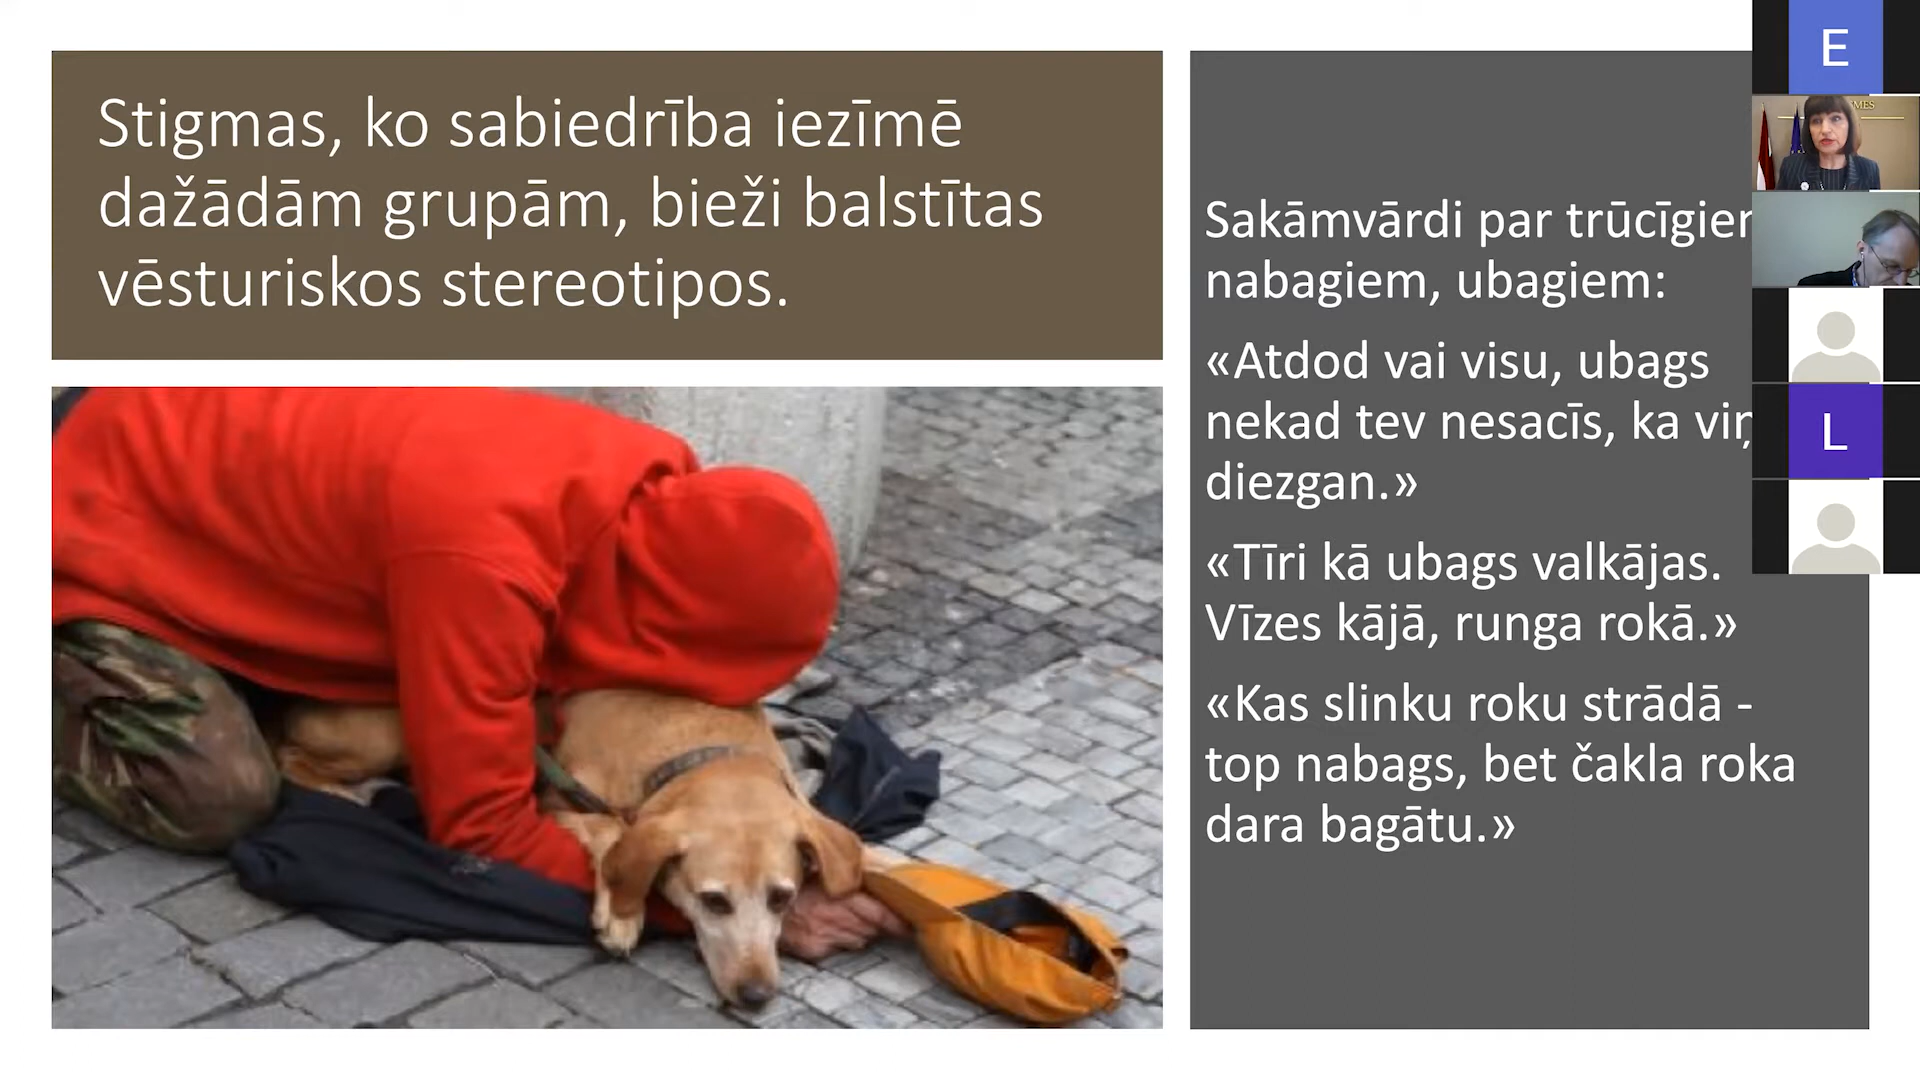 Stigmas, ko sabiedrība iezīmē
dažādām grupām, bieži balstītas
vēsturiskos stereotipos.
Sakāmvārdi par
nabagiem, ubagiem:
«Atdod vai visu, ubags
nekad tev nesacīs, ka
diezgan.»
«Tīri kā ubags valkājas.
Vīzes kājā, runga rokā.»
«Kas slinku roku strādā -
top nabags, bet čakla roka
dara bagātu.»
E
L